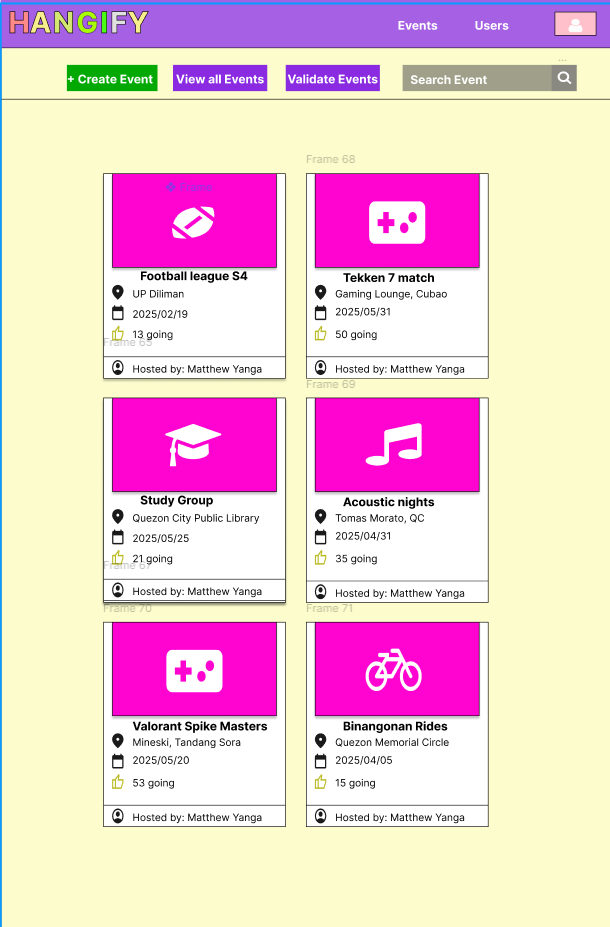 HANGIFY
Events
Users
+ Create Event
View all Events
Validate Events
Search Event
...
Frame 68
Football league S4
UP Diliman
2025/02/19
13 going
Hosted by: Matthew Yanga
Tekken 7 match
Gaming Lounge, Cubao
2025/05/31
50 going
Hosted by: Matthew Yanga
Frame 65
Frame 69
Study Group
Quezon City Public Library
2025/05/25
21 going
Hosted by: Matthew Yanga
Acoustic nights
Tomas Morato, QC
2025/04/31
35 going
Hosted by: Matthew Yanga
Frame 67
Frame 70
Frame 71
Valorant Spike Masters
Mineski, Tandang Sora
2025/05/20
53 going
Hosted by: Matthew Yanga
Binangonan Rides
Quezon Memorial Circle
2025/04/05
15 going
Hosted by: Matthew Yanga